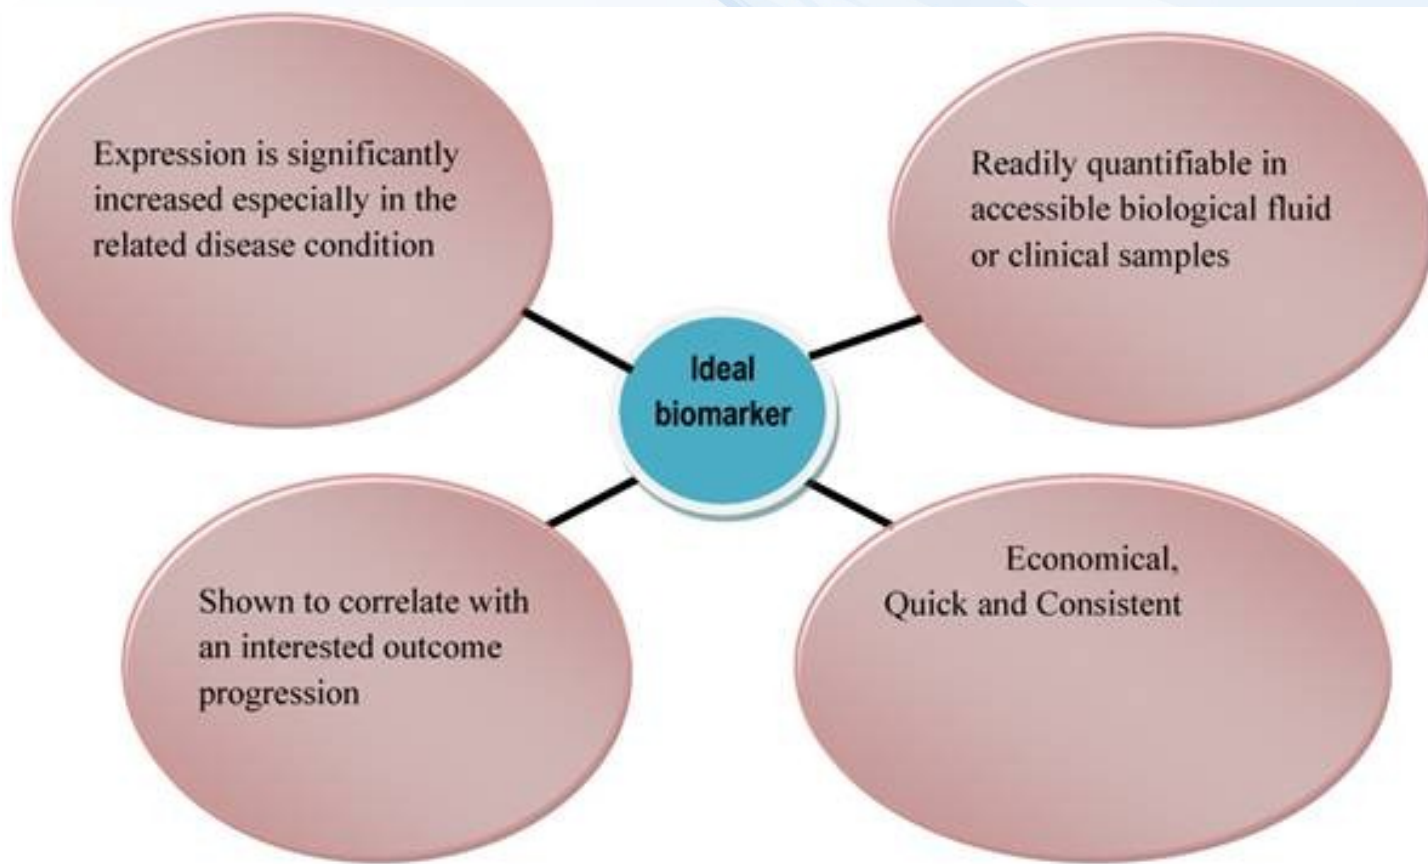 Expression is significantly
increased especially in the
related disease condition
Readily quantifiable in
accessible biological fluid
or clinical samples
Ideal
biomarker
Shown to correlate with
an interested outcome
progression
Economical,
Quick and Consistent